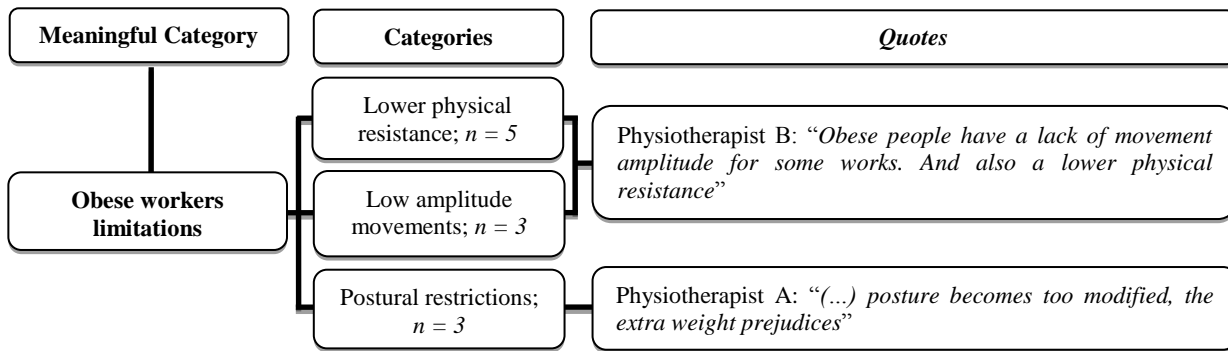 Meaningful Category
Categories
Quotes
Obese workers
limitations
Lower physical
resistance; n = 5
Low amplitude
movements; n = 3
Postural restrictions;
n = 3
Physiotherapist B: “Obese people have a lack of movement
amplitude for some works. And also a lower physical
resistance”
Physiotherapist A: “(...) posture becomes too modified, the
extra weight prejudices”